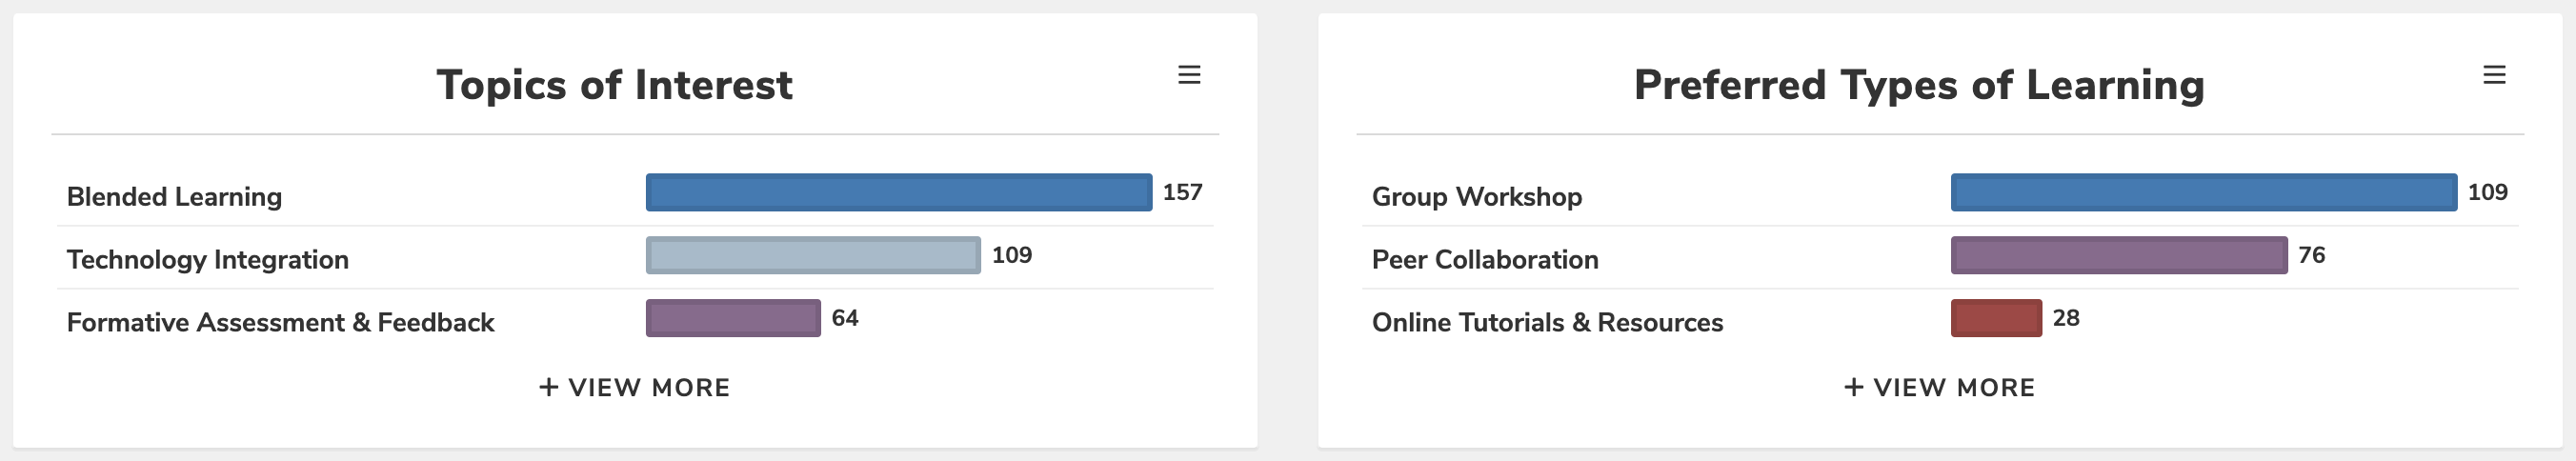 Topics of Interest
Blended Learning 157
Technology Integration 109
Formative Assessment & Feedback 64
+ VIEW MORE
Preferred Types of Learning
Group Workshop 109
Peer Collaboration 76
Online Tutorials & Resources 28
+ VIEW MORE